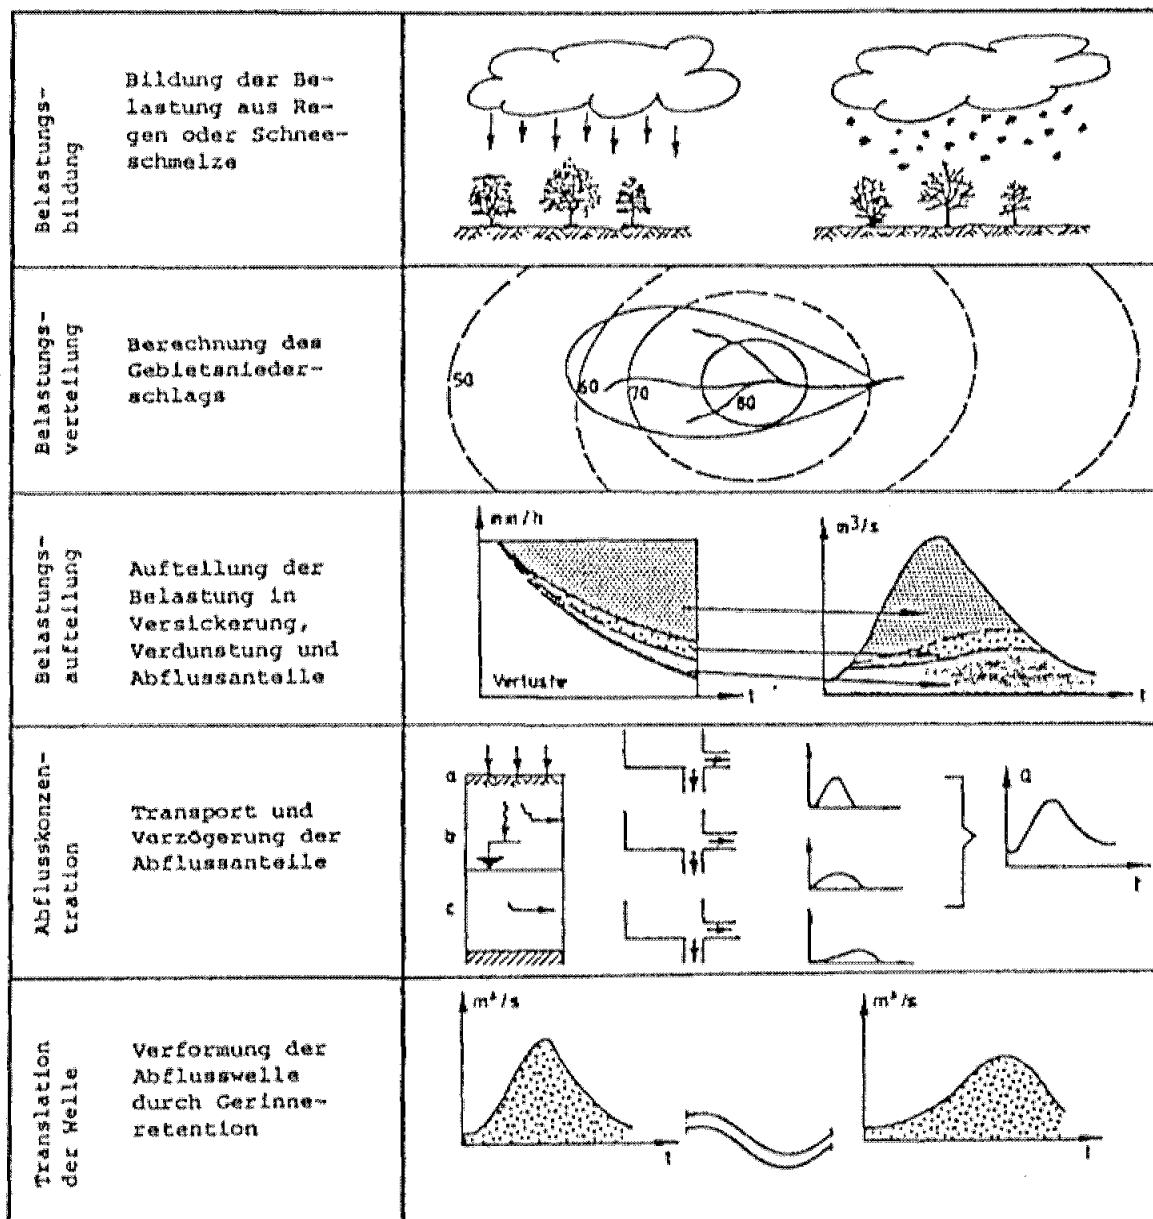 Belastungs-
bildung
Bildung der Be-
lastung aus Re-
gen oder Schnee-
schmelze
Belastungs-
verteilung
Berechnung des
Gebietsnieder-
schlags
50
60
70
80
Belastungs-
aufteilung
Aufteilung der
Belastung in
Versickerung,
Verdunstung und
Abflussanteile
mm/h
Verluste
t
m³/s
t
Abflusskonzen-
tration
Transport und
Verzögerung der
Abflussanteile
a
b
c
Q
t
Translation
der Welle
Verformung der
Abflusswelle
durch Gerinne-
retention
m³/s
t
m³/s
t